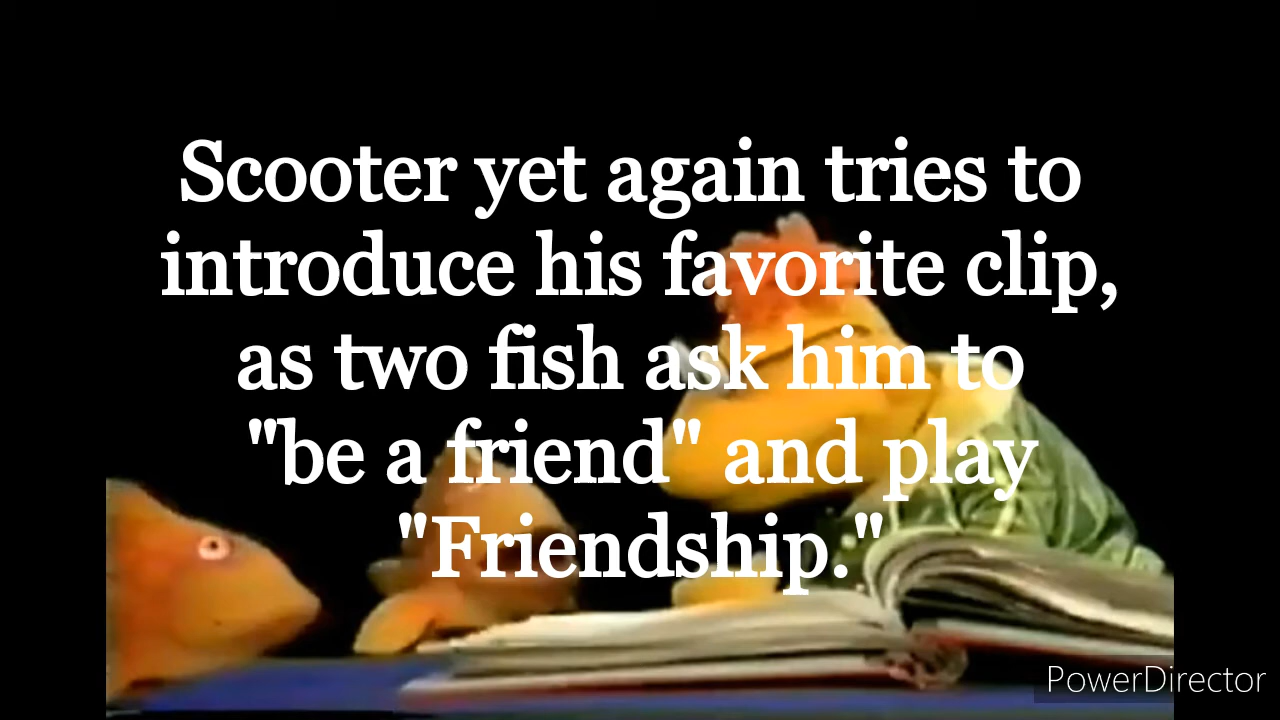 Scooter yet again tries to
introduce his favorite clip,
as two fish ask him to
"be a friend" and play
"Friendship."
PowerDirector